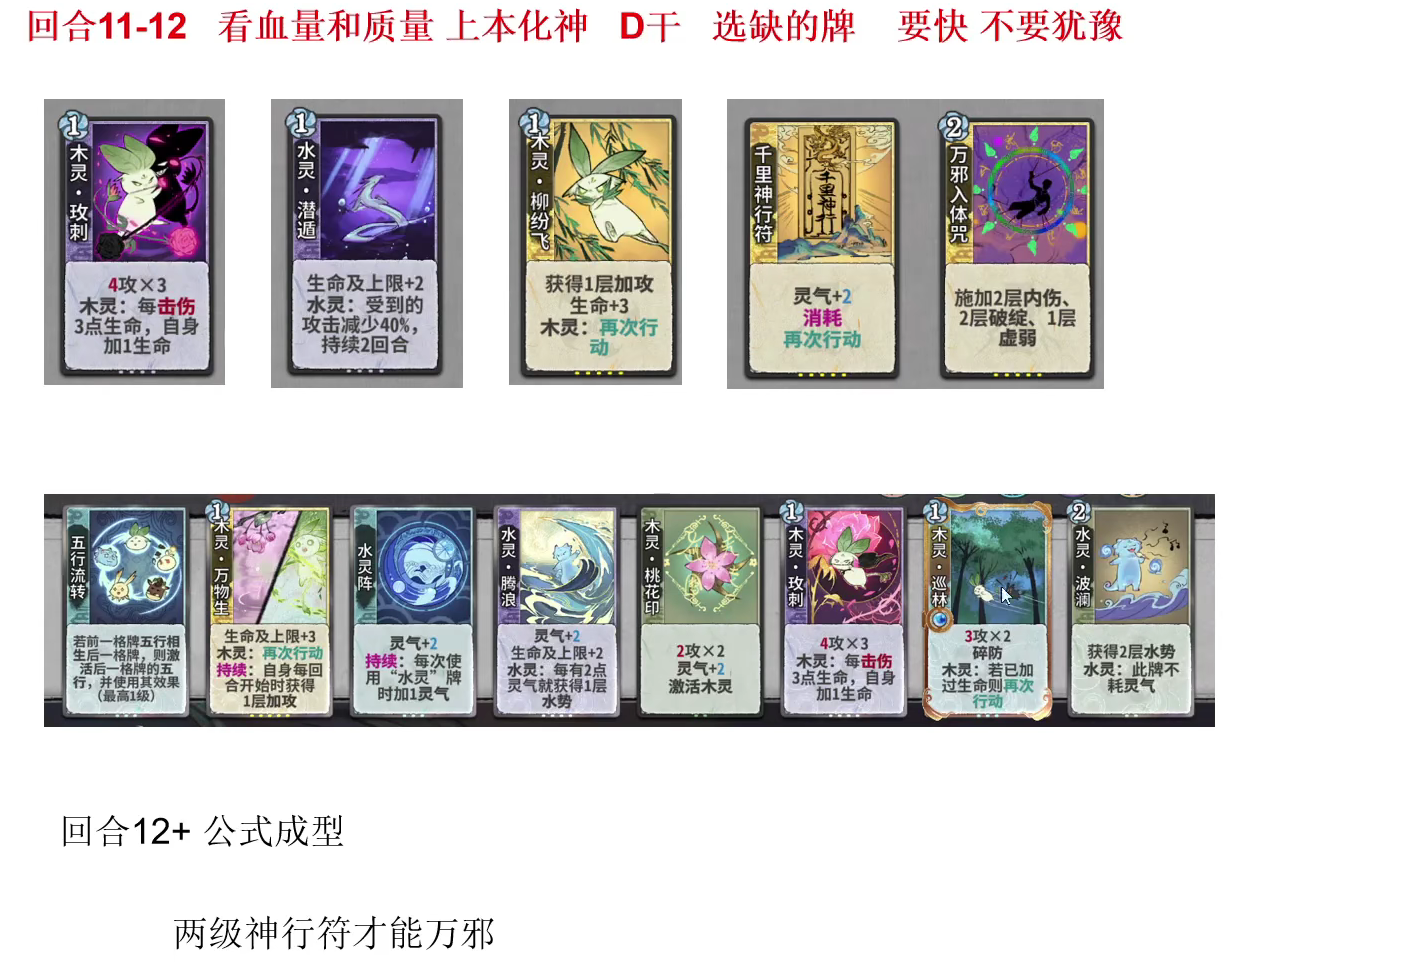 回合11-12 看血量和质量 上本化神 D干 选缺的牌 要快 不要犹豫
1
木灵·玫刺
4攻×3
木灵：每击伤
3点生命，自身
加1生命
1
水灵·潜遁
生命及上限+2
水灵：受到的
攻击减少40%，
持续2回合
1
木灵·柳纷飞
获得1层加攻
生命+3
木灵：再次行
动
千里神行符
千里神行
灵气+2
消耗
再次行动
2
万邪入体咒
施加2层内伤、
2层破绽、1层
虚弱
五行流转
若前一格牌五行相
生后一格牌，则激
活后一格牌的五
行，并使用其效果
（最高1级）
1
木灵·万物生
生命及上限+3
木灵：再次行动
持续：自身每回
合开始时获得
1层加攻
水灵阵
灵气+2
持续：每次使
用“水灵”牌
时加1灵气
水灵·腾浪
灵气+2
生命及上限+2
水灵：每有2点
灵气就获得1层
水势
木灵·桃花印
2攻×2
灵气+2
激活木灵
1
木灵·玫刺
4攻×3
木灵：每击伤
3点生命，自身
加1生命
1
木灵·巡林
3攻×2
碎防
木灵：若已加
过生命则再次
行动
2
水灵·波澜
获得2层水势
水灵：此牌不
耗灵气
回合12+ 公式成型
两级神行符才能万邪